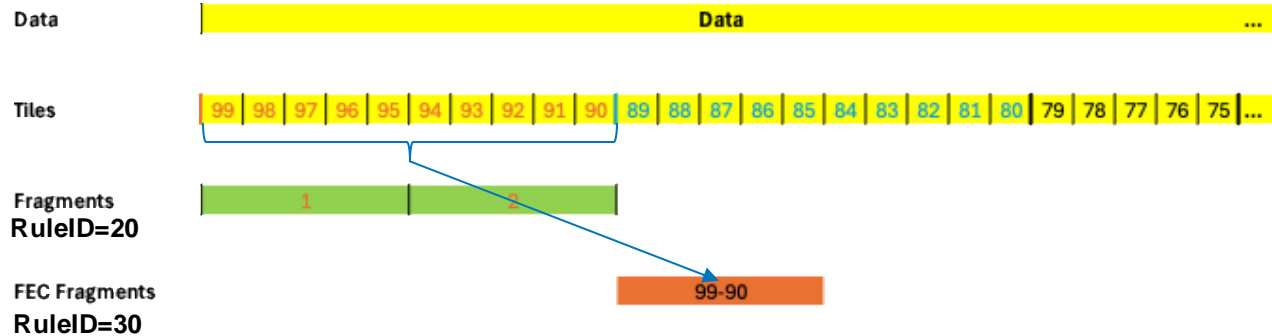 Data Data ...
Tiles 99 98 97 96 95 94 93 92 91 90 89 88 87 86 85 84 83 82 81 80 79 78 77 76 75 ...
Fragments 1 2
RuleID=20
FEC Fragments 99-90
RuleID=30